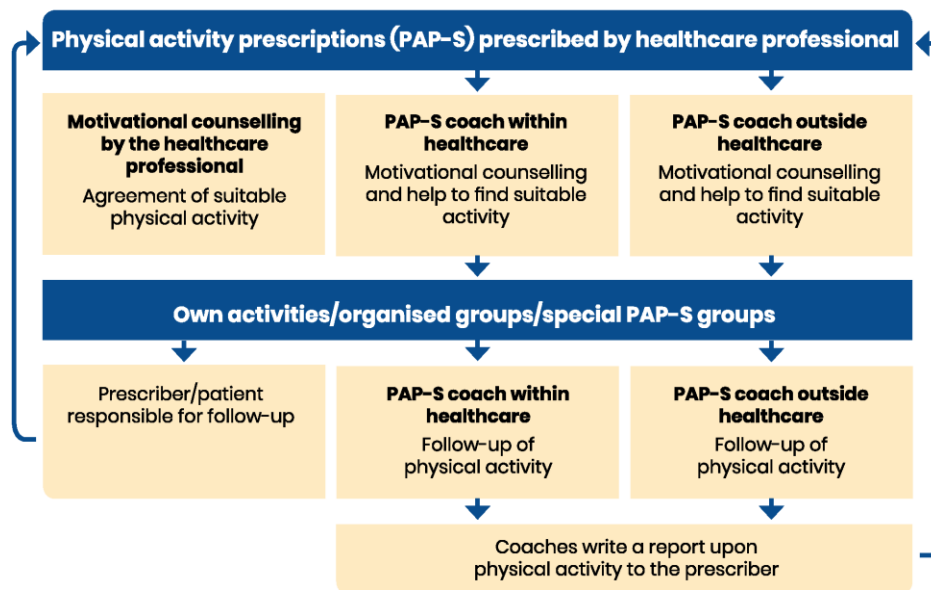 Physical activity prescriptions (PAP-S) prescribed by healthcare professional
Motivational counselling
by the healthcare
professional
Agreement of suitable
physical activity
PAP-S coach within
healthcare
Motivational counselling
and help to find suitable
activity
PAP-S coach outside
healthcare
Motivational counselling
and help to find suitable
activity
Own activities/organised groups/special PAP-S groups
Prescriber/patient
responsible for follow-up
PAP-S coach within
healthcare
Follow-up of
physical activity
PAP-S coach outside
healthcare
Follow-up of
physical activity
Coaches write a report upon
physical activity to the prescriber